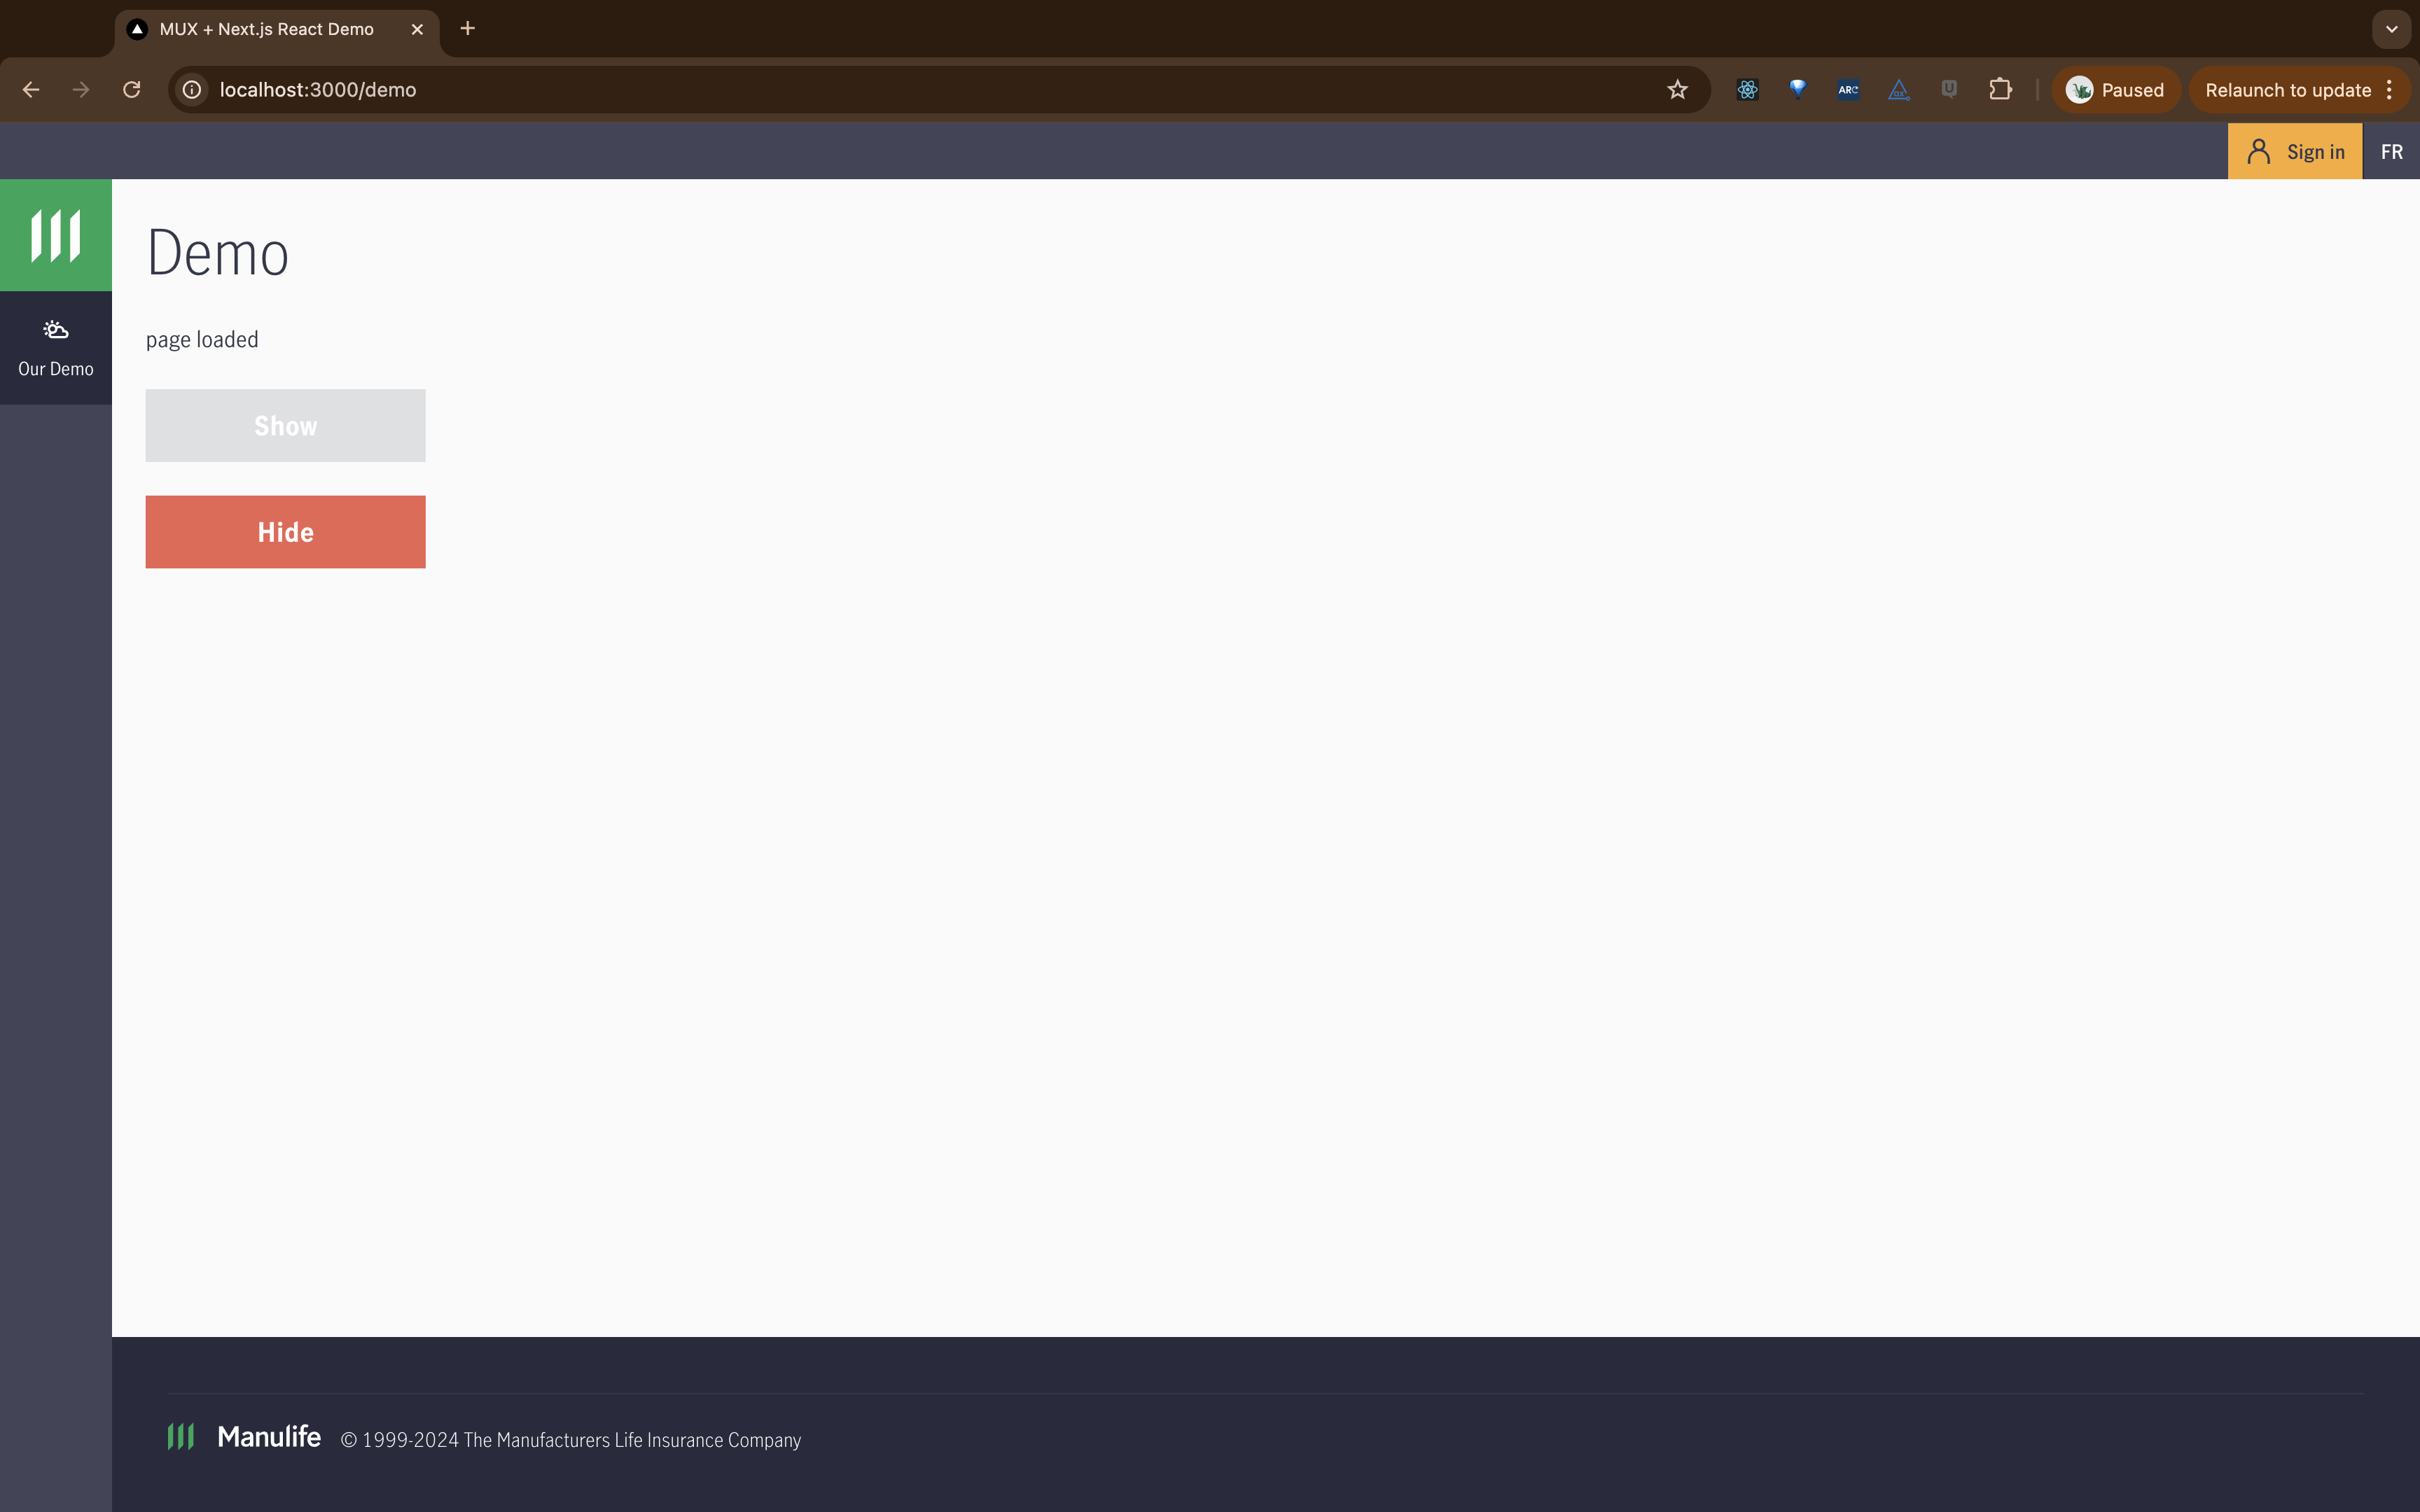 MUX + Next.js React Demo
localhost:3000/demo
ARC
Paused
Relaunch to update
Sign in
FR
Demo
Our Demo
page loaded
Show
Hide
Manulife © 1999-2024 The Manufacturers Life Insurance Company